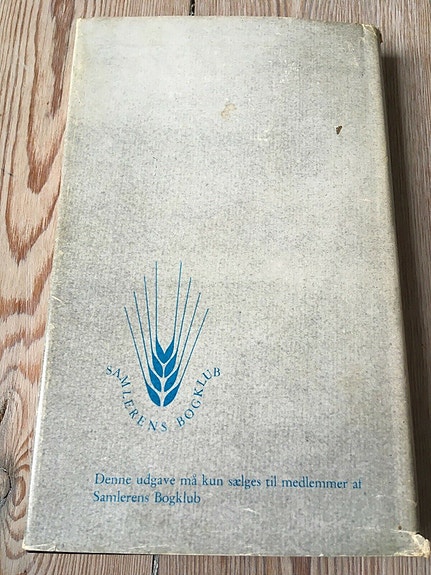 SAMLERENS BOGKLUB
Denne udgave må kun sælges til medlemmer af
Samlerens Bogklub